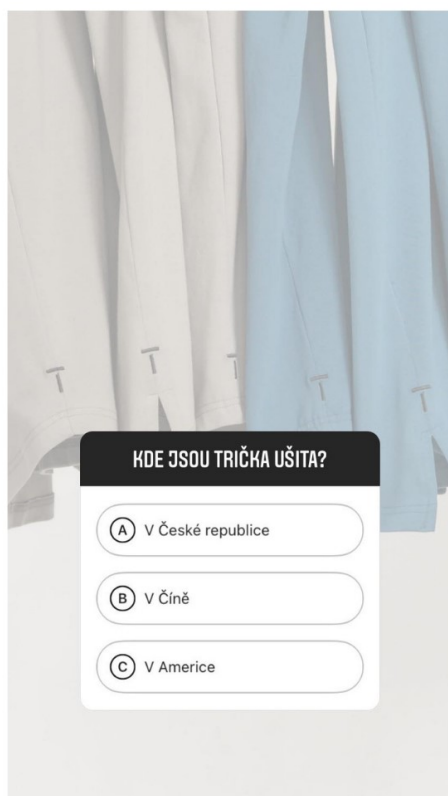 KDE JSOU TRIČKA UŠITA?
A V České republice
B V Číně
C V Americe